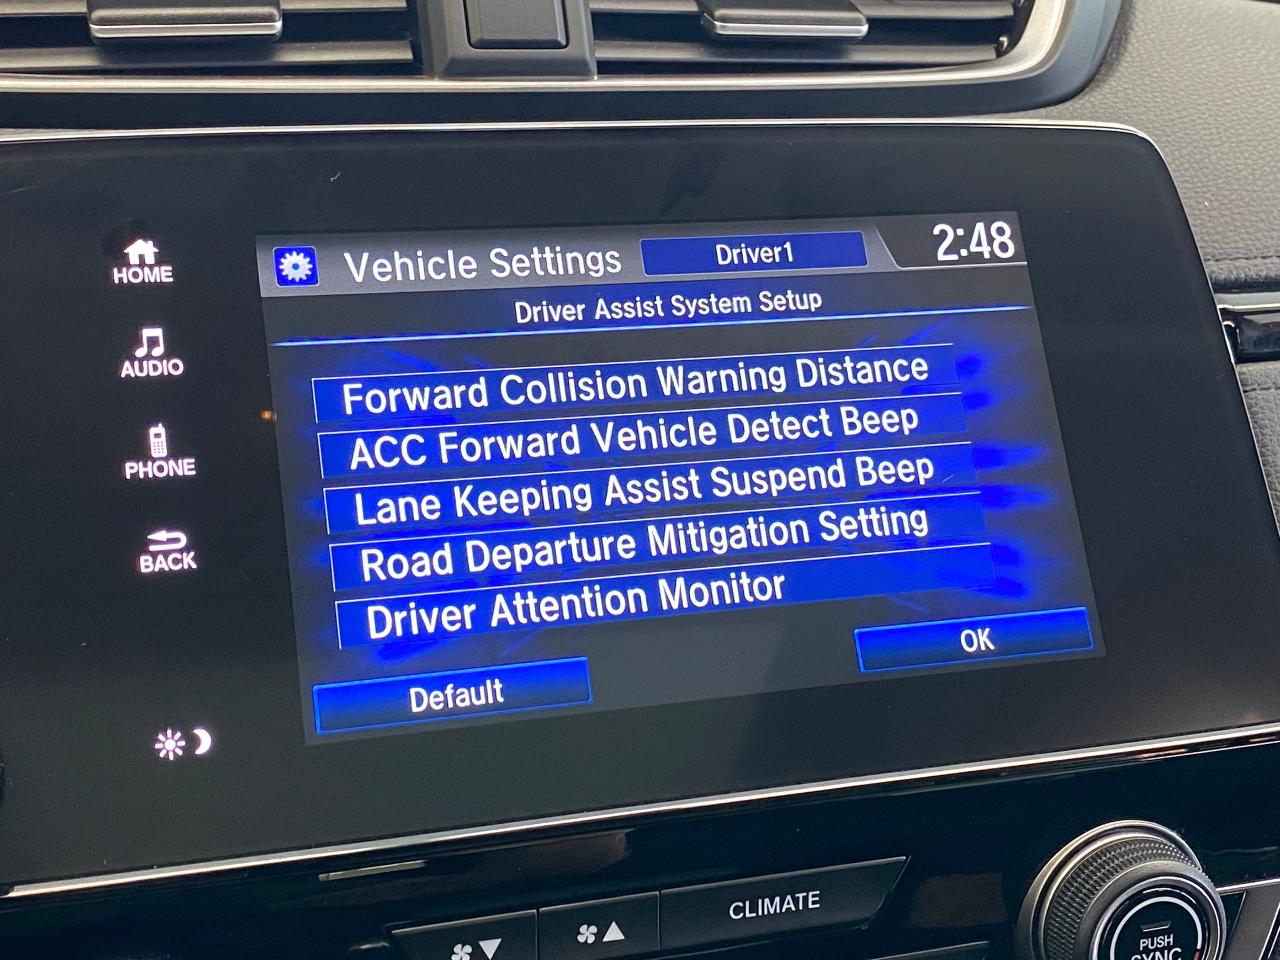 Vehicle Settings
Driver1
2:48
Driver Assist System Setup
HOME
AUDIO
PHONE
BACK
Forward Collision Warning Distance
ACC Forward Vehicle Detect Beep
Lane Keeping Assist Suspend Beep
Road Departure Mitigation Setting
Driver Attention Monitor
Default
OK
CLIMATE
PUSH
SYNC